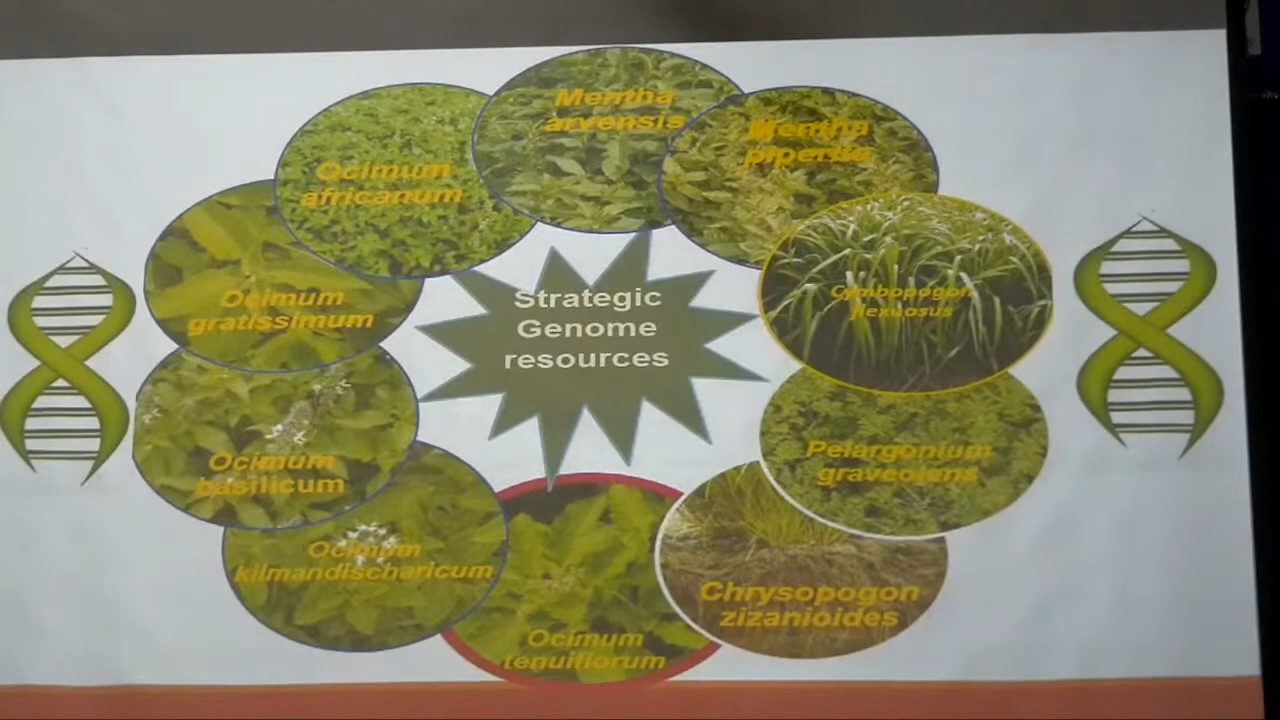 Mentha
arvensis
Mentha
piperita
Ocimum
africanum
Cymbopogon
flexuosus
Ocimum
gratissimum
Strategic
Genome
resources
Pelargonium
graveolens
Ocimum
basilicum
Ocimum
kilmandischaricum
Chrysopogon
zizanioides
Ocimum
tenuiflorum